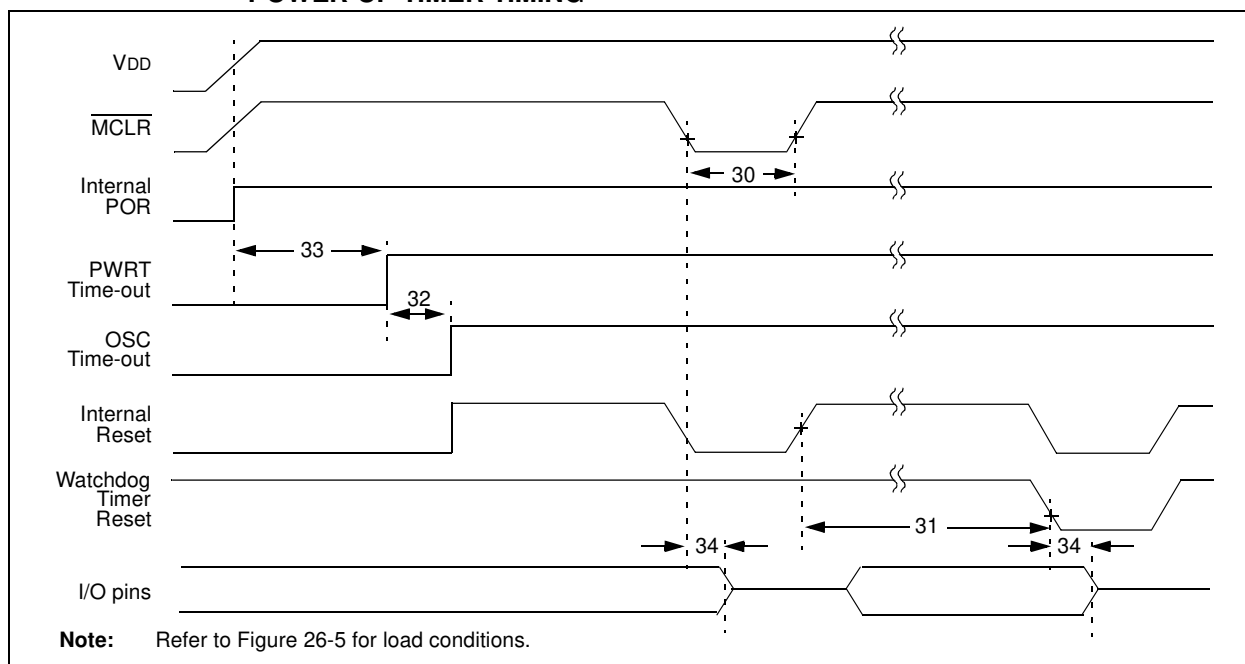 POWER-UP TIMER TIMING
VDD
MCLR
30
Internal
POR
33
PWRT
Time-out
32
OSC
Time-out
Internal
Reset
Watchdog
Timer
Reset
31
34
34
I/O pins
Note: Refer to Figure 26-5 for load conditions.